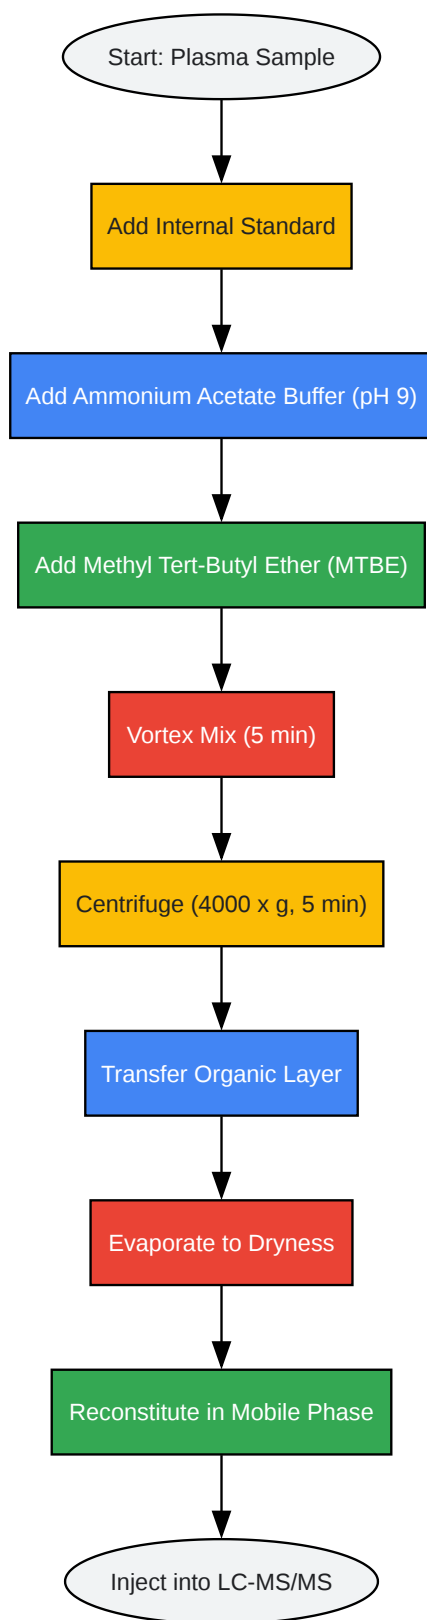 Start: Plasma Sample
Add Internal Standard
Add Ammonium Acetate Buffer (pH 9)
Add Methyl Tert-Butyl Ether (MTBE)
Vortex Mix (5 min)
Centrifuge (4000 x g, 5 min)
Transfer Organic Layer
Evaporate to Dryness
Reconstitute in Mobile Phase
Inject into LC-MS/MS